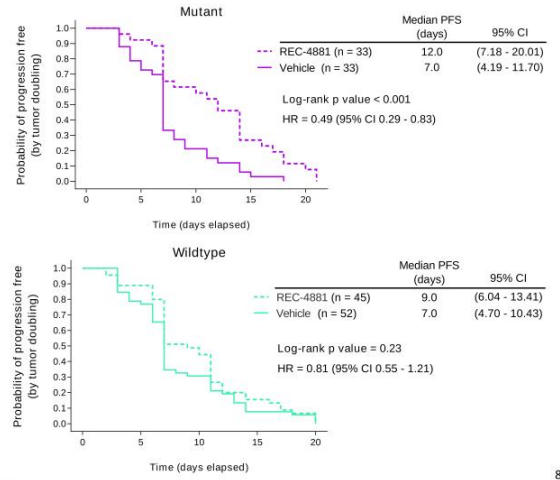 Mutant
Probability of progression free
(by tumor doubling)
1.0
0.9
0.8
0.7
0.6
0.5
0.4
0.3
0.2
0.1
0.0
0 5 10 15 20
Time (days elapsed)
Median PFS
(days) 95% CI
REC-4881 (n = 33) 12.0 (7.18 - 20.01)
Vehicle (n = 33) 7.0 (4.19 - 11.70)
Log-rank p value < 0.001
HR = 0.49 (95% CI 0.29 - 0.83)
Wildtype
Probability of progression free
(by tumor doubling)
1.0
0.9
0.8
0.7
0.6
0.5
0.4
0.3
0.2
0.1
0.0
0 5 10 15 20
Time (days elapsed)
Median PFS
(days) 95% CI
REC-4881 (n = 45) 9.0 (6.04 - 13.41)
Vehicle (n = 52) 7.0 (4.70 - 10.43)
Log-rank p value = 0.23
HR = 0.81 (95% CI 0.55 - 1.21)
8